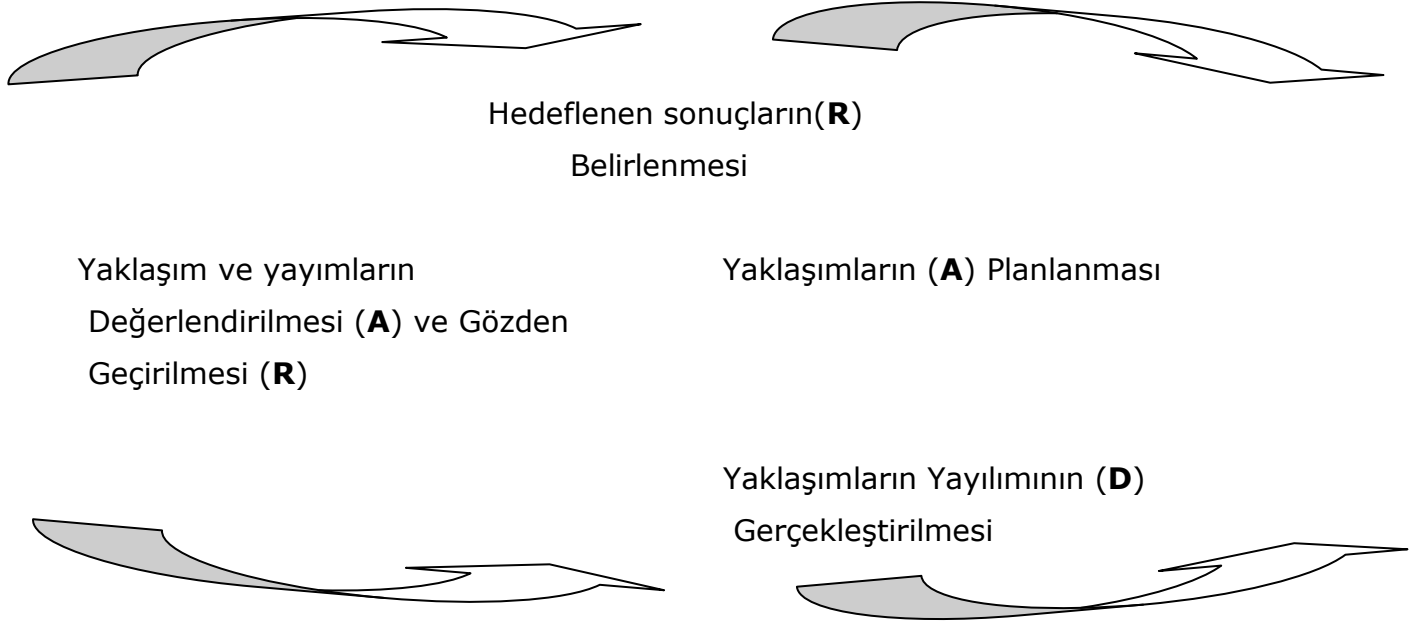 Hedeflenen sonuçların(R)
Belirlenmesi
Yaklaşım ve yayımların
Değerlendirilmesi (A) ve Gözden
Geçirilmesi (R)
Yaklaşımların (A) Planlanması
Yaklaşımların Yayılımının (D)
Gerçekleştirilmesi